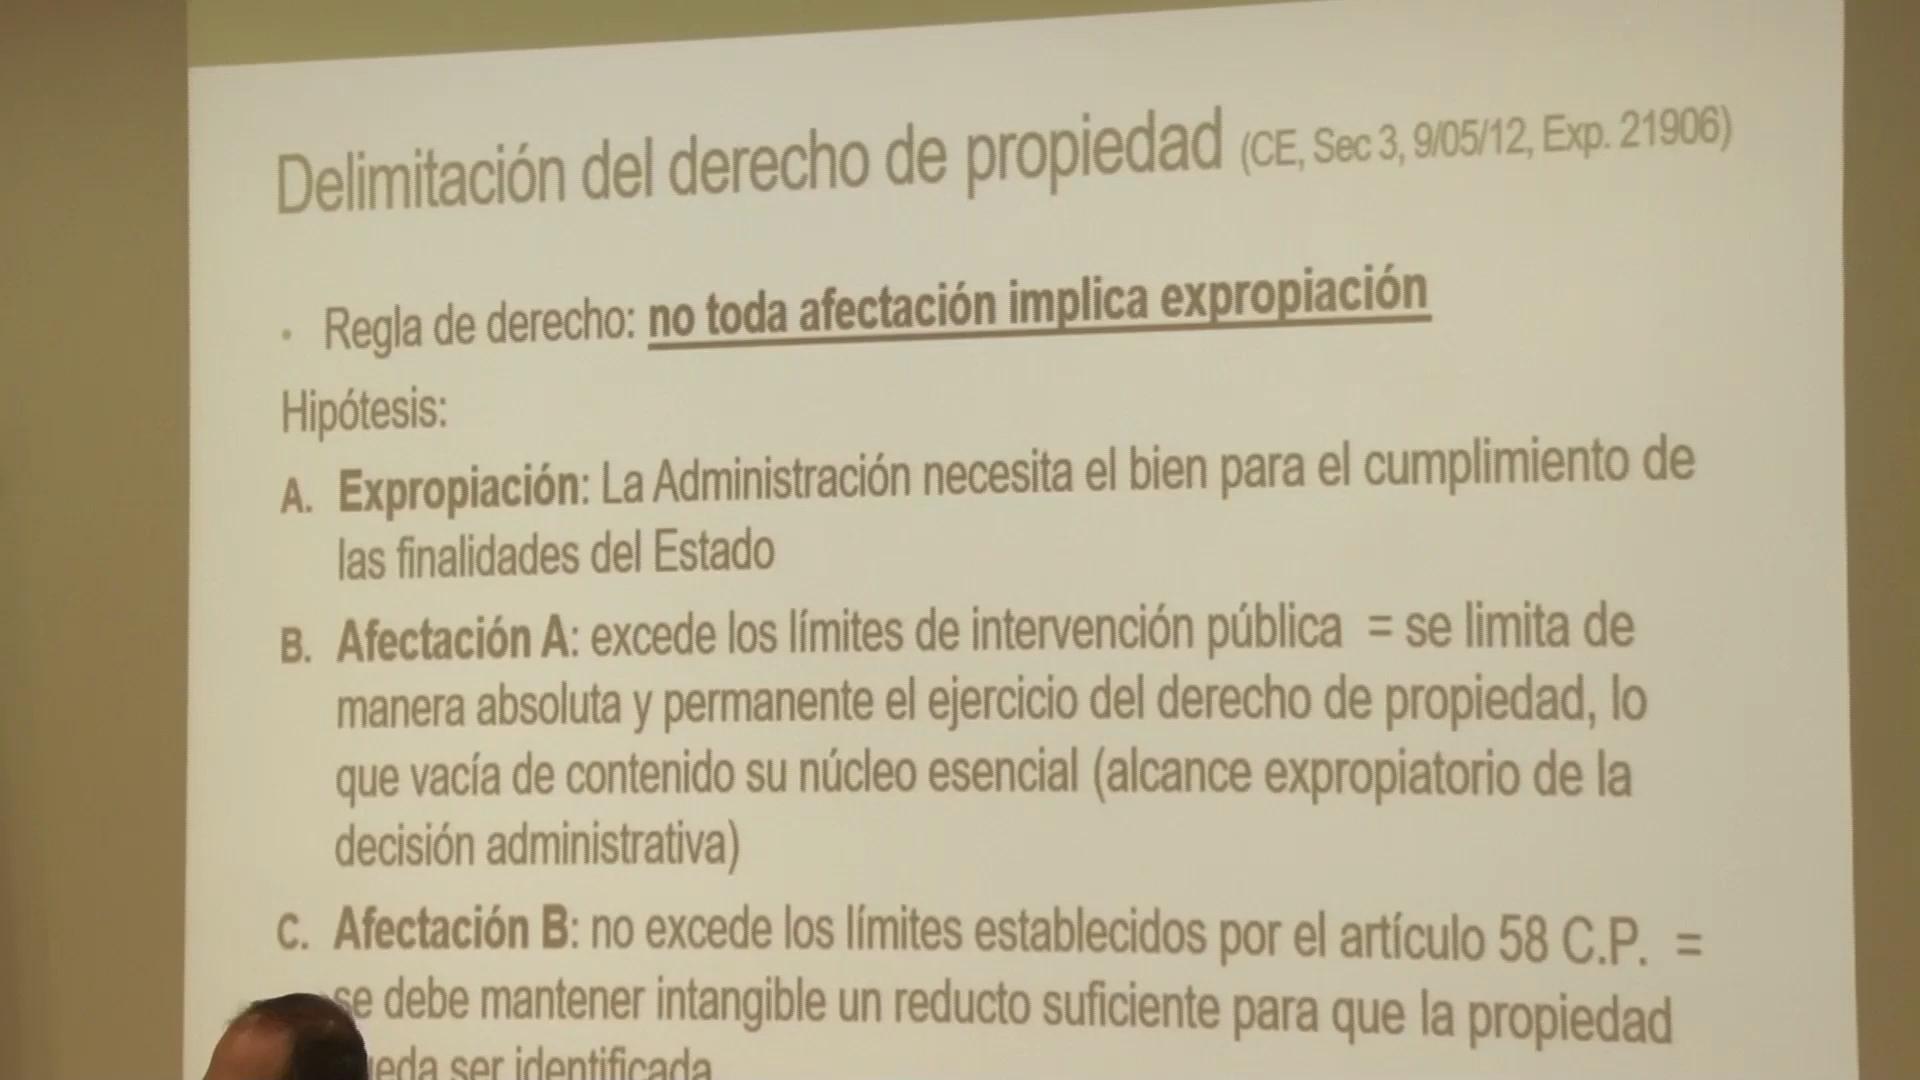 Delimitación del derecho de propiedad (CE, Sec 3, 9/05/12, Exp. 21906)
• Regla de derecho: no toda afectación implica expropiación
Hipótesis:
A. Expropiación: La Administración necesita el bien para el cumplimiento de
las finalidades del Estado
B. Afectación A: excede los límites de intervención pública = se limita de
manera absoluta y permanente el ejercicio del derecho de propiedad, lo
que vacía de contenido su núcleo esencial (alcance expropiatorio de la
decisión administrativa)
C. Afectación B: no excede los límites establecidos por el artículo 58 C.P. =
se debe mantener intangible un reducto suficiente para que la propiedad
ser identificada